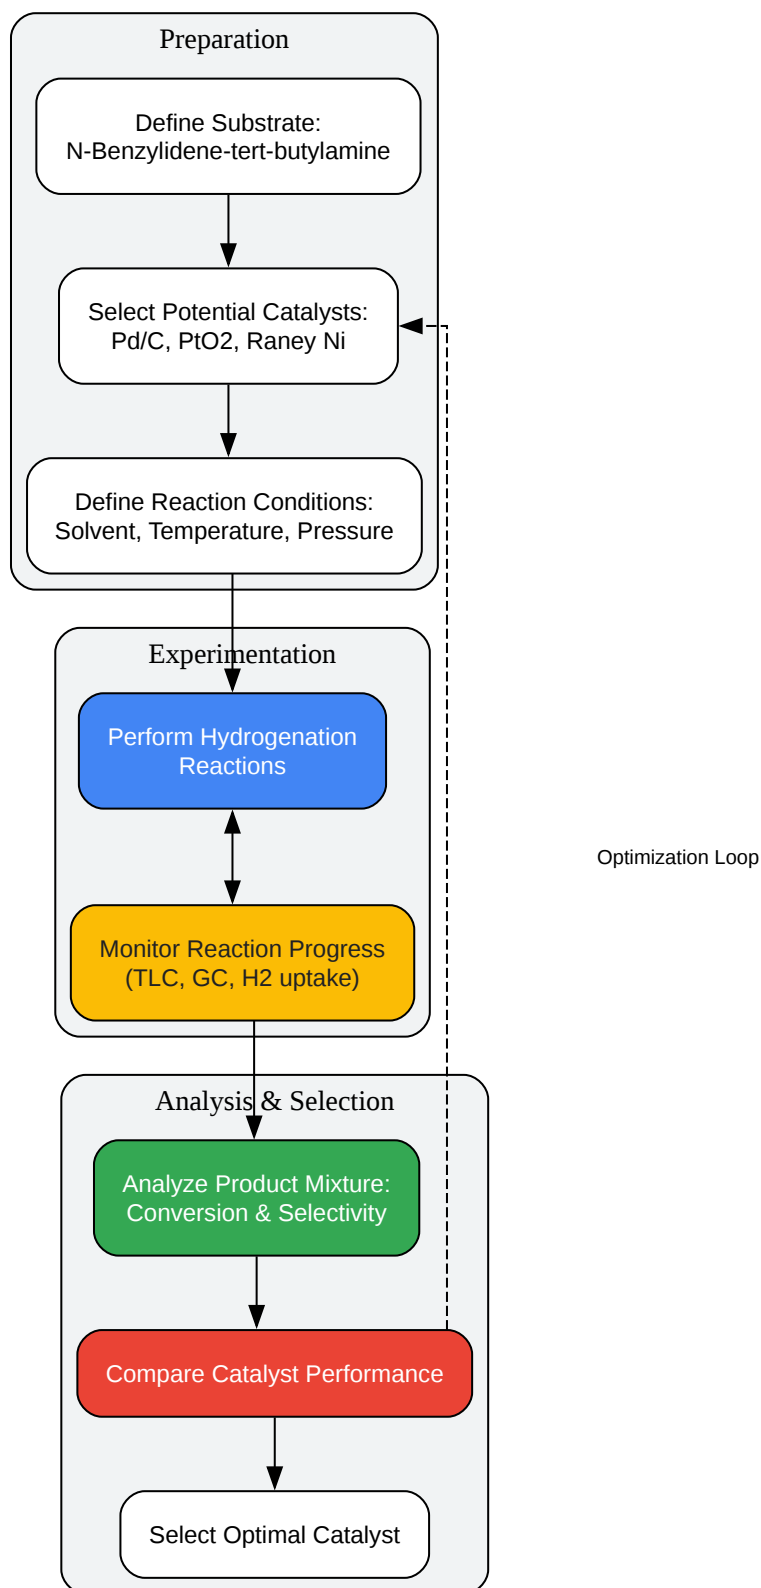 Preparation
Define Substrate:
N-Benzylidene-tert-butylamine
Select Potential Catalysts:
Pd/C, PtO2, Raney Ni
Define Reaction Conditions:
Solvent, Temperature, Pressure
Experimentation
Perform Hydrogenation
Reactions
Optimization Loop
Monitor Reaction Progress
(TLC, GC, H2 uptake)
Analysis & Selection
Analyze Product Mixture:
Conversion & Selectivity
Compare Catalyst Performance
Select Optimal Catalyst